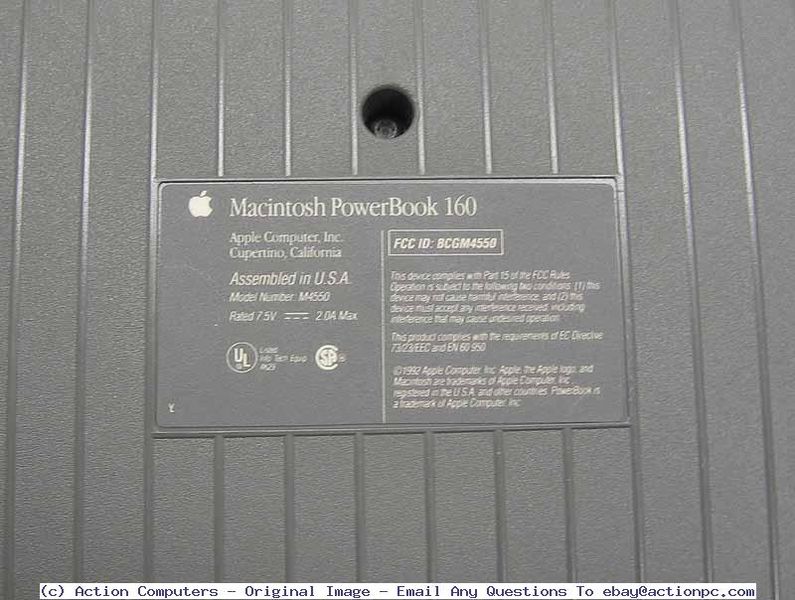 Macintosh PowerBook 160
Apple Computer, Inc.
Cupertino, California
Assembled in U.S.A.
Model Number: M4550
Rated 7.5V 2.0A Max
UL
Listed
Info Tech Equip
SP
Y
FCC ID: BCGM4550
This device complies with Part 15 of the FCC Rules
Operation is subject to the following two conditions: (1) this
device may not cause harmful interference, and (2) this
device must accept any interference received, including
interference that may cause undesired operation.
This product complies with the requirements of EC Directive
73/23/EEC and EN 60 950
©1992 Apple Computer, Inc. Apple, the Apple logo, and
Macintosh are trademarks of Apple Computer, Inc.
registered in the U.S.A. and other countries. PowerBook is
a trademark of Apple Computer, Inc.
(c) Action Computers - Original Image - Email Any Questions To ebay@actionpc.com